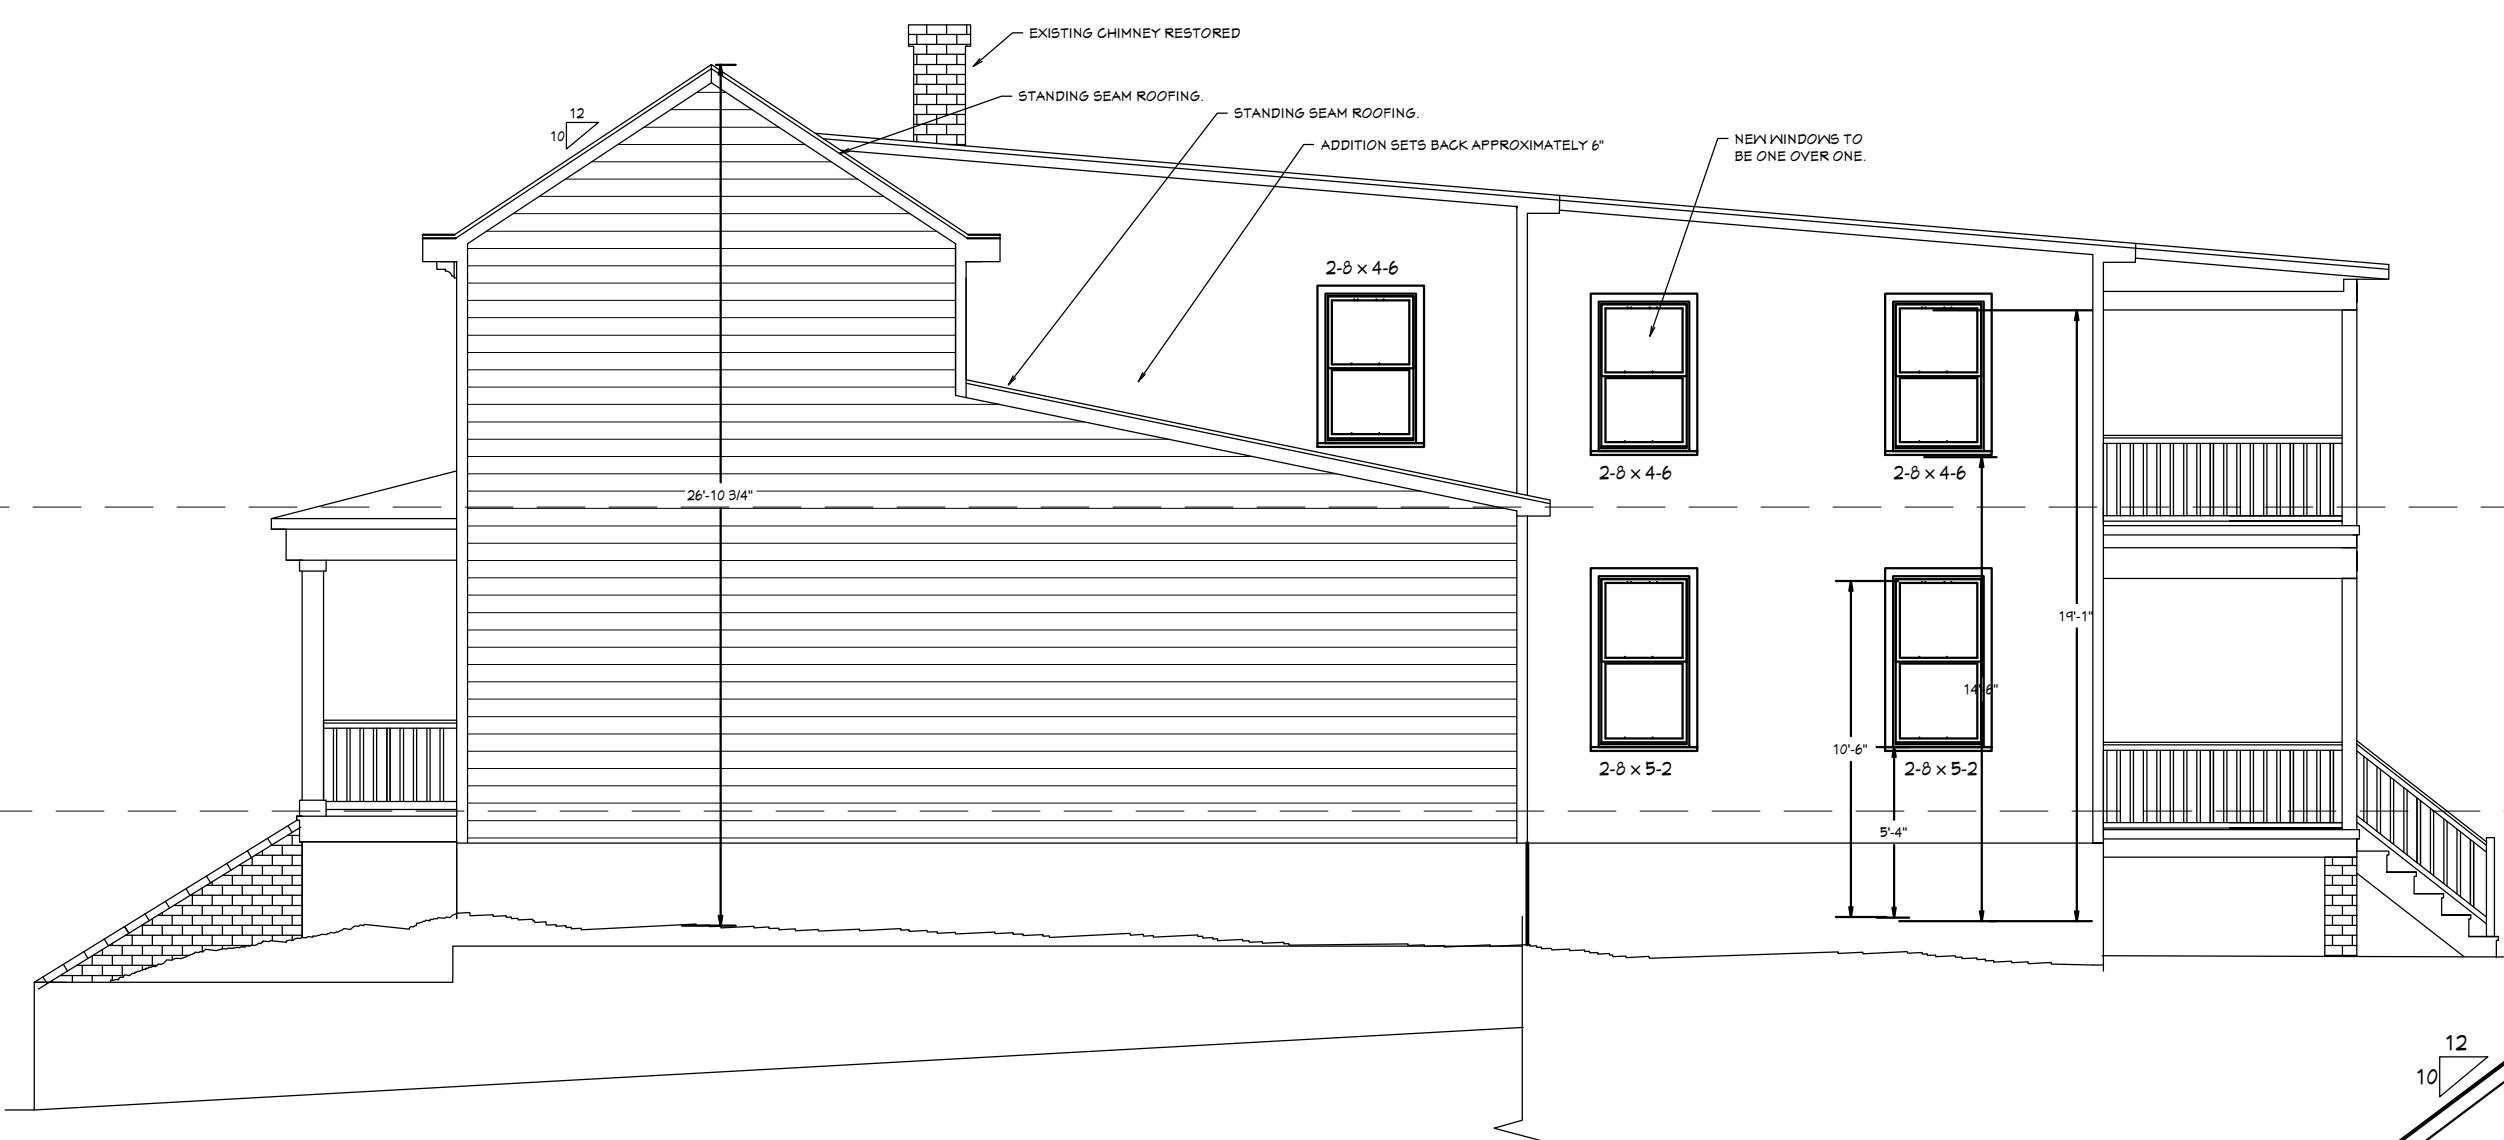 EXISTING CHIMNEY RESTORED
STANDING SEAM ROOFING.
STANDING SEAM ROOFING.
12
10
NEW WINDOWS TO
BE ONE OVER ONE.
ADDITION SETS BACK APPROXIMATELY 6"
2-8 x 4-6
2-8 x 4-6
2-8 x 4-6
26'-10 3/4"
19'-1"
14'-6"
10'-6"
2-8 x 5-2
2-8 x 5-2
5'-4"
12
10